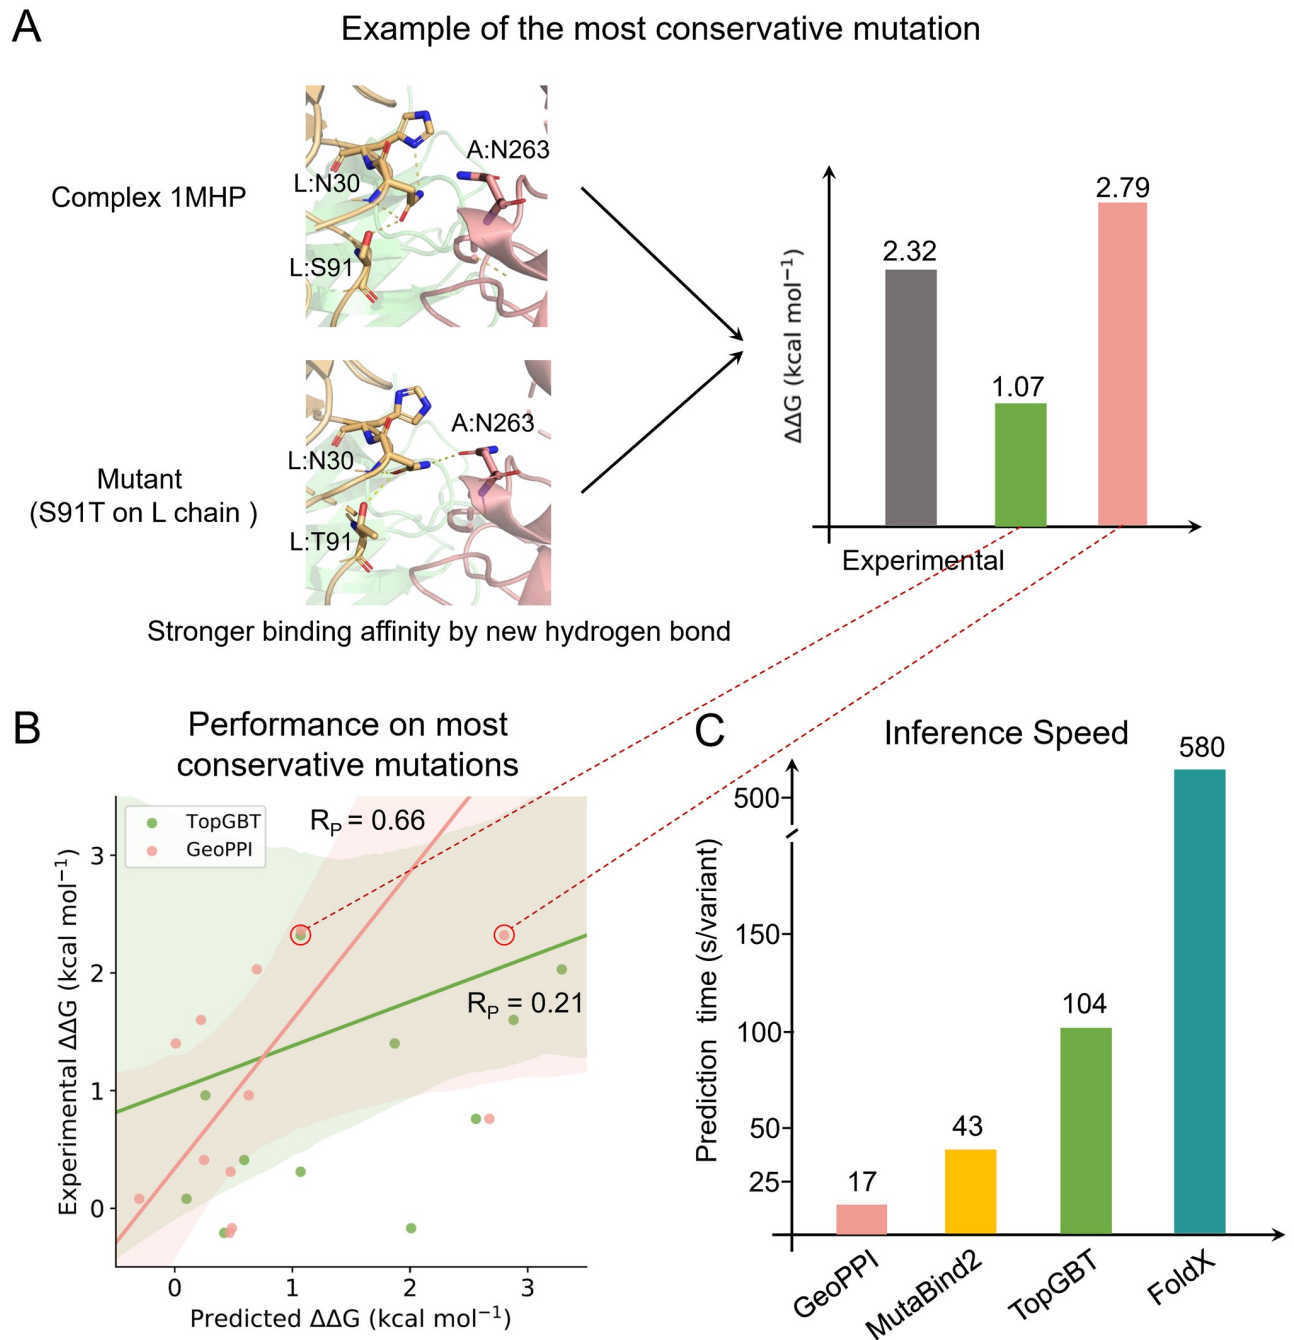 A
Example of the most conservative mutation
Complex 1MHP
L:N30
A:N263
L:S91
Mutant
(S91T on L chain )
L:N30
A:N263
L:T91
Stronger binding affinity by new hydrogen bond
ΔΔG (kcal mol⁻¹)
2.32
1.07
2.79
Experimental
B
Performance on most
conservative mutations
TopGBT
GeoPPI
Rₚ = 0.66
Rₚ = 0.21
Experimental ΔΔG (kcal mol⁻¹)
3
2
1
0
0 1 2 3
Predicted ΔΔG (kcal mol⁻¹)
C
Inference Speed
Prediction time (s/variant)
500
150
100
50
25
17
43
104
580
GeoPPI
MutaBind2
TopGBT
FoldX